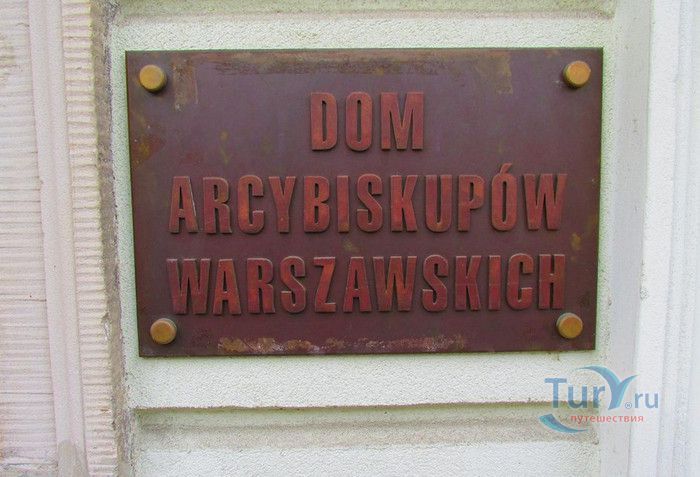 DOM
ARCYBISKUPÓW
WARSZAWSKICH
Tury.ru
путешествия